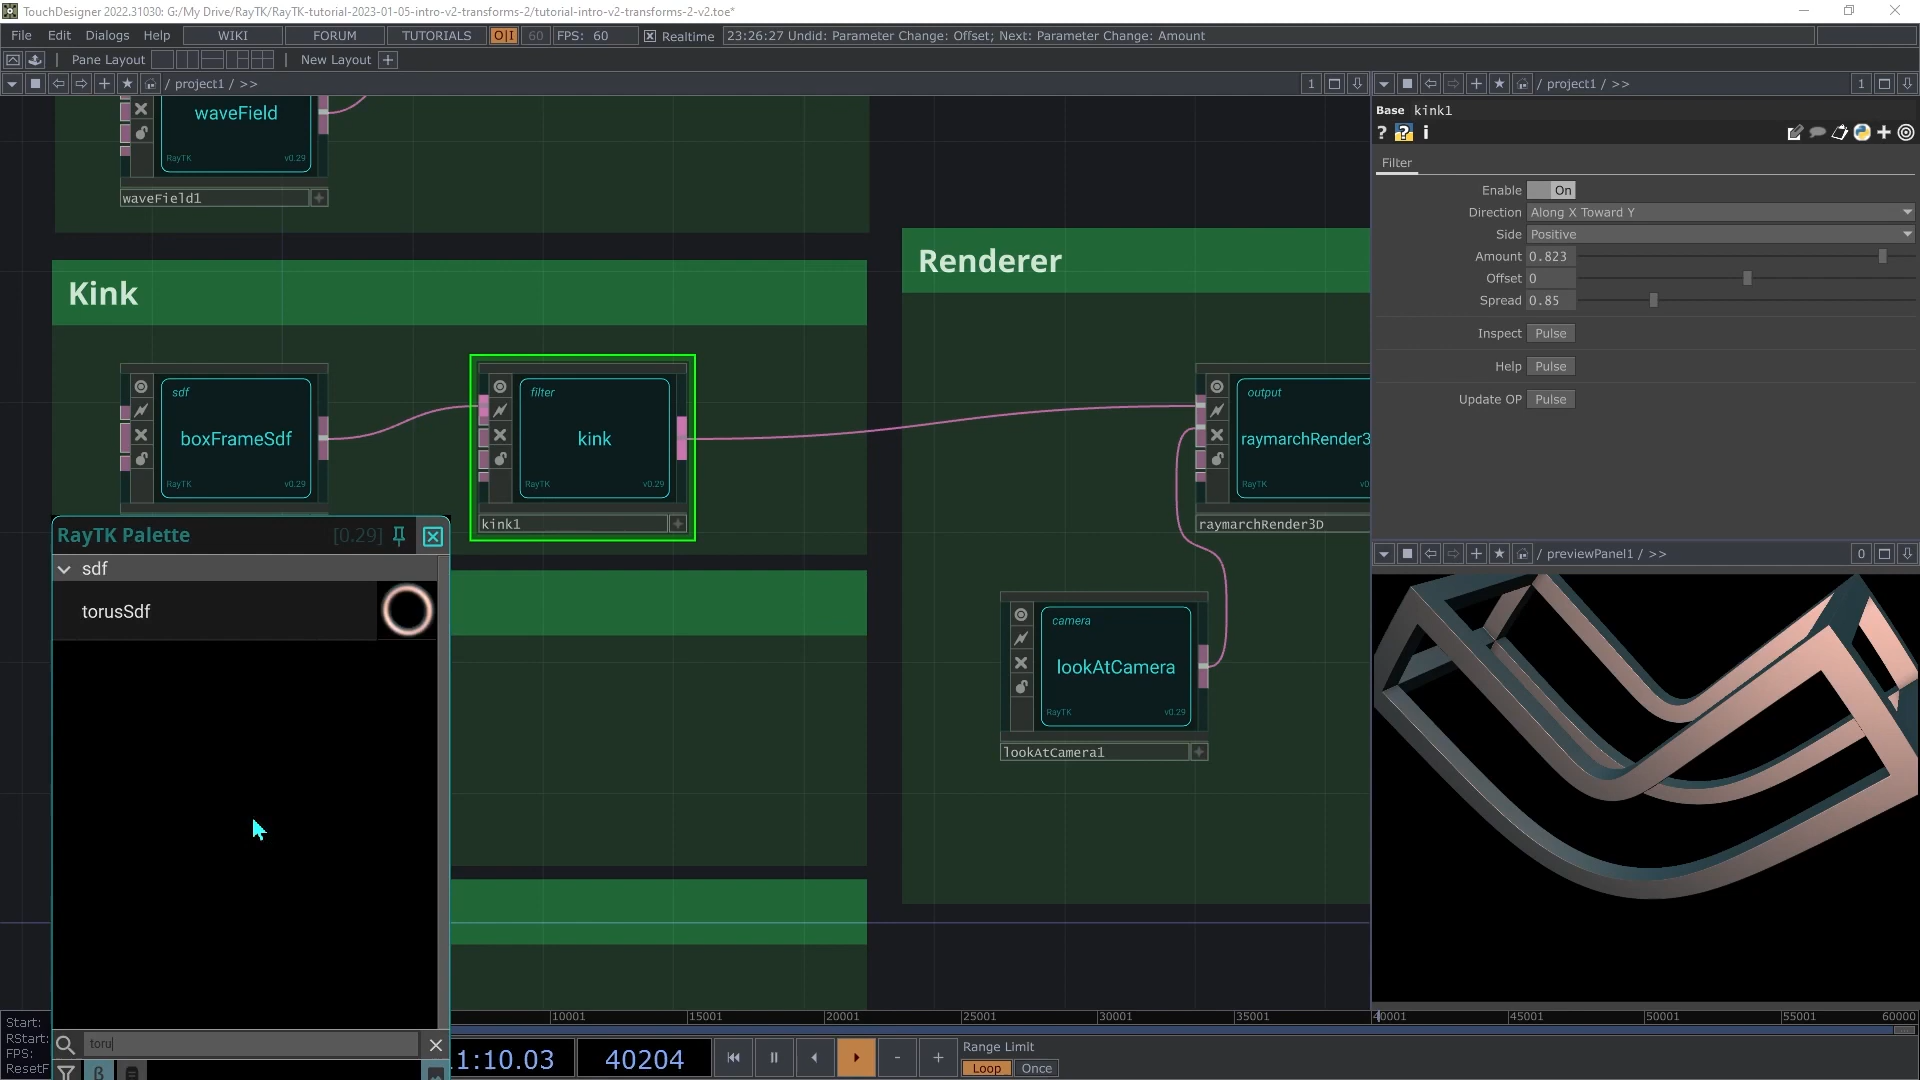 TouchDesigner 2022.31030: G:/My Drive/RayTK/RayTK-tutorial-2023-01-05-intro-v2-transforms-2/tutorial-intro-v2-transforms-2-v2.toe*
File Edit Dialogs Help WIKI FORUM TUTORIALS O|I 60 FPS: 60 Realtime 23:26:27 Undid: Parameter Change: Offset; Next: Parameter Change: Amount
Pane Layout New Layout
/ project1 / >> 1
/ project1 / >> 1
waveField
RayTK v0.29
waveField1
Base kink1
? ? i
Filter
Enable On
Direction Along X Toward Y
Side Positive
Amount 0.823
Offset 0
Spread 0.85
Inspect Pulse
Help Pulse
Update OP Pulse
Kink
sdf
boxFrameSdf
RayTK v0.29
filter
kink
RayTK v0.29
kink1
Renderer
output
raymarchRender3
RayTK v0
raymarchRender3D
camera
lookAtCamera
RayTK v0.29
lookAtCamera1
/ previewPanel1 / >> 0
RayTK Palette [0.29]
sdf
torusSdf
toru
Start:
RStart:
FPS:
ResetF
10001 15001 20001 25001 30001 35001 40001 45001 50001 55001 60000
1:10.03 40204
Range Limit
Loop Once